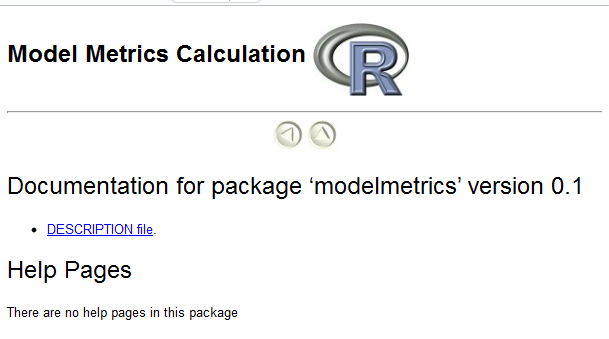 Model Metrics Calculation R
Documentation for package ‘modelmetrics’ version 0.1
DESCRIPTION file.
Help Pages
There are no help pages in this package